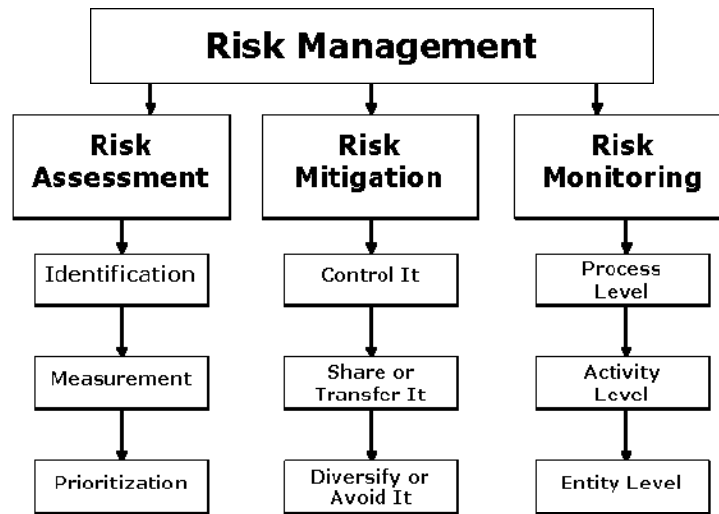 Risk Management
Risk
Assessment
Risk
Mitigation
Risk
Monitoring
Identification
Control It
Process
Level
Measurement
Share or
Transfer It
Activity
Level
Prioritization
Diversify or
Avoid It
Entity Level